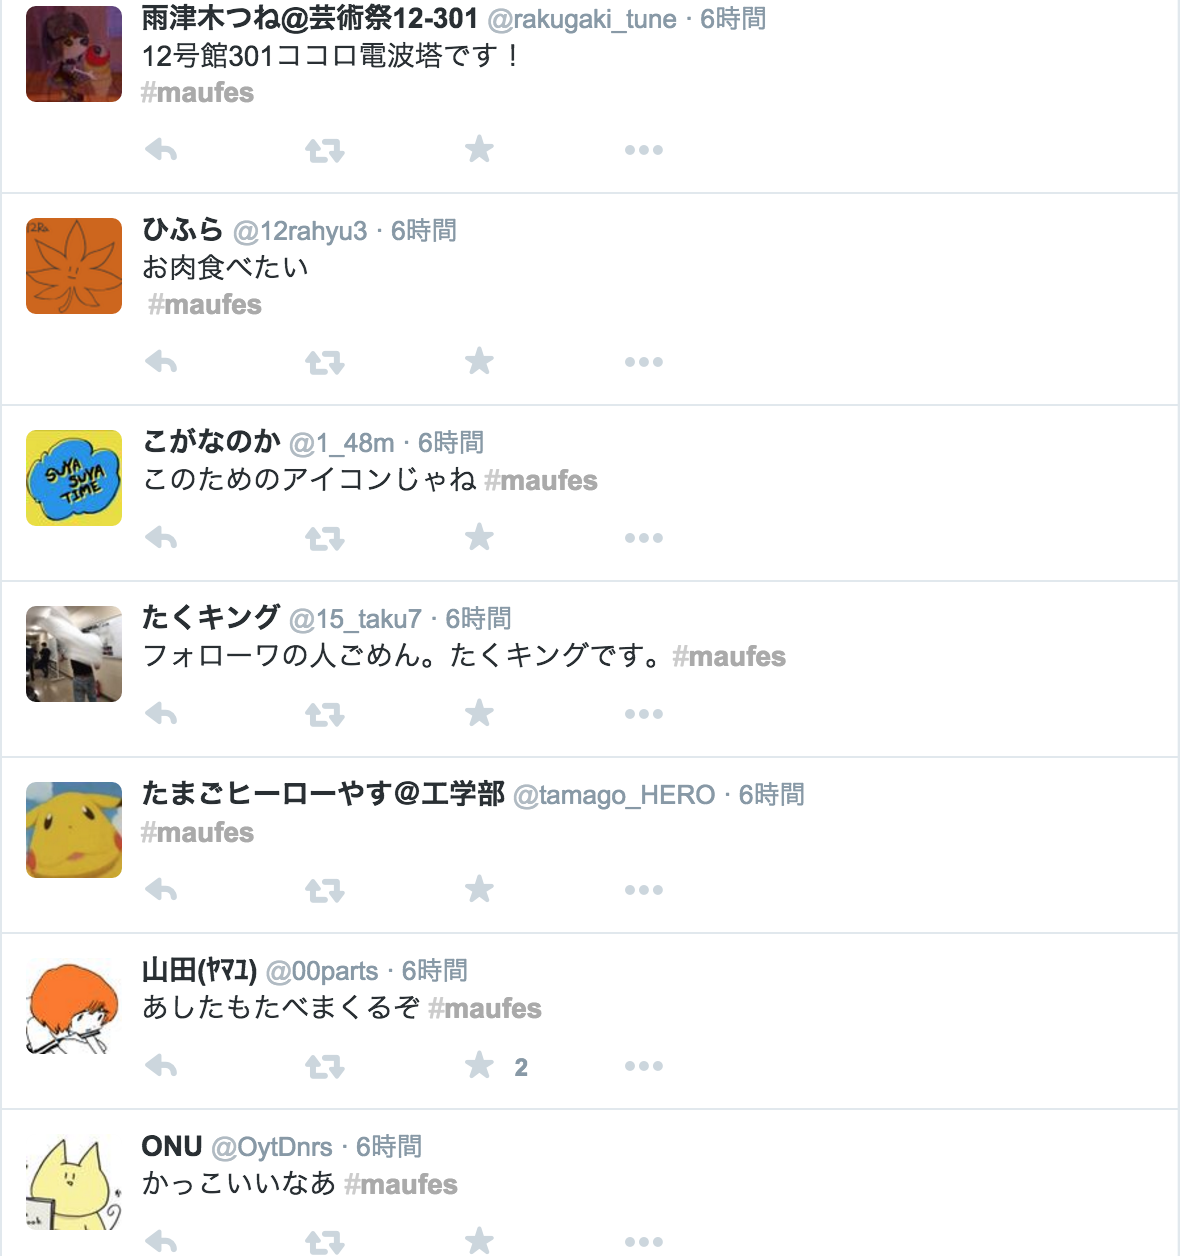 雨津木つね@芸術祭12-301 @rakugaki_tune · 6時間
12号館301ココロ電波塔です！
#maufes
12Ra
ひふら @12rahyu3 · 6時間
お肉食べたい
#maufes
SUYA
SUYA
TIME
こがなのか @1_48m · 6時間
このためのアイコンじゃね #maufes
たくキング @15_taku7 · 6時間
フォローワの人ごめん。たくキングです。#maufes
たまごヒーローやす@工学部 @tamago_HERO · 6時間
#maufes
山田(ﾔﾏﾕ) @00parts · 6時間
あしたもたべまくるぞ #maufes
2
ONU @OytDnrs · 6時間
かっこいいなあ #maufes